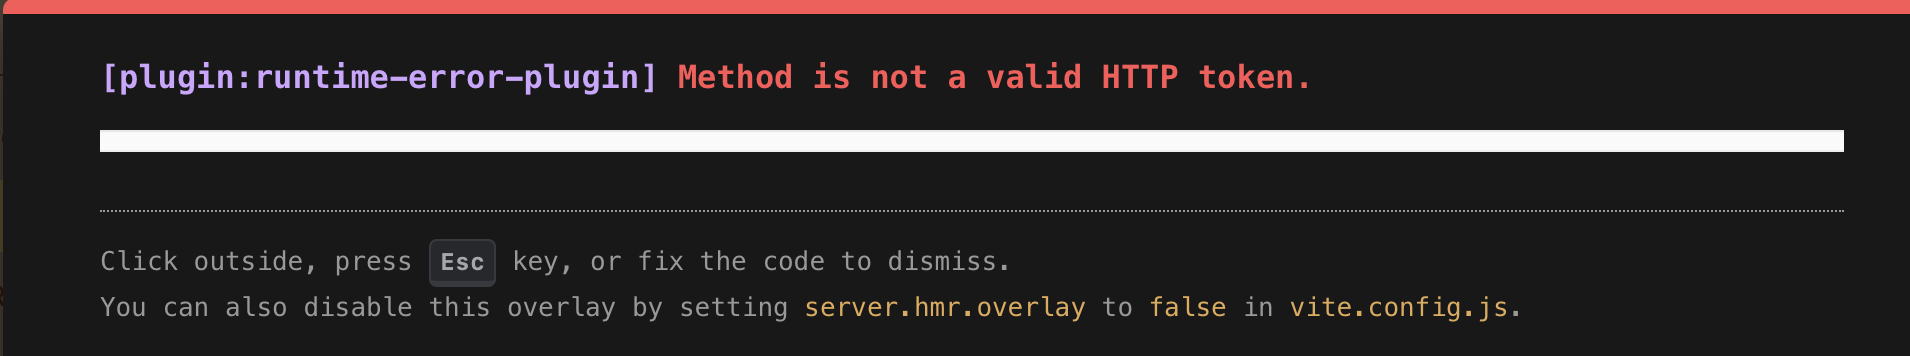 [plugin:runtime-error-plugin] Method is not a valid HTTP token.
Click outside, press Esc key, or fix the code to dismiss.
You can also disable this overlay by setting server.hmr.overlay to false in vite.config.js.